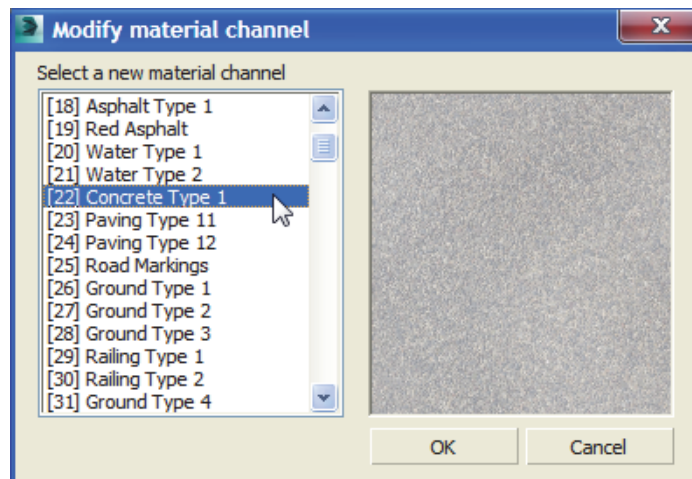 Modify material channel
Select a new material channel
[18] Asphalt Type 1
[19] Red Asphalt
[20] Water Type 1
[21] Water Type 2
[22] Concrete Type 1
[23] Paving Type 11
[24] Paving Type 12
[25] Road Markings
[26] Ground Type 1
[27] Ground Type 2
[28] Ground Type 3
[29] Railing Type 1
[30] Railing Type 2
[31] Ground Type 4
OK Cancel